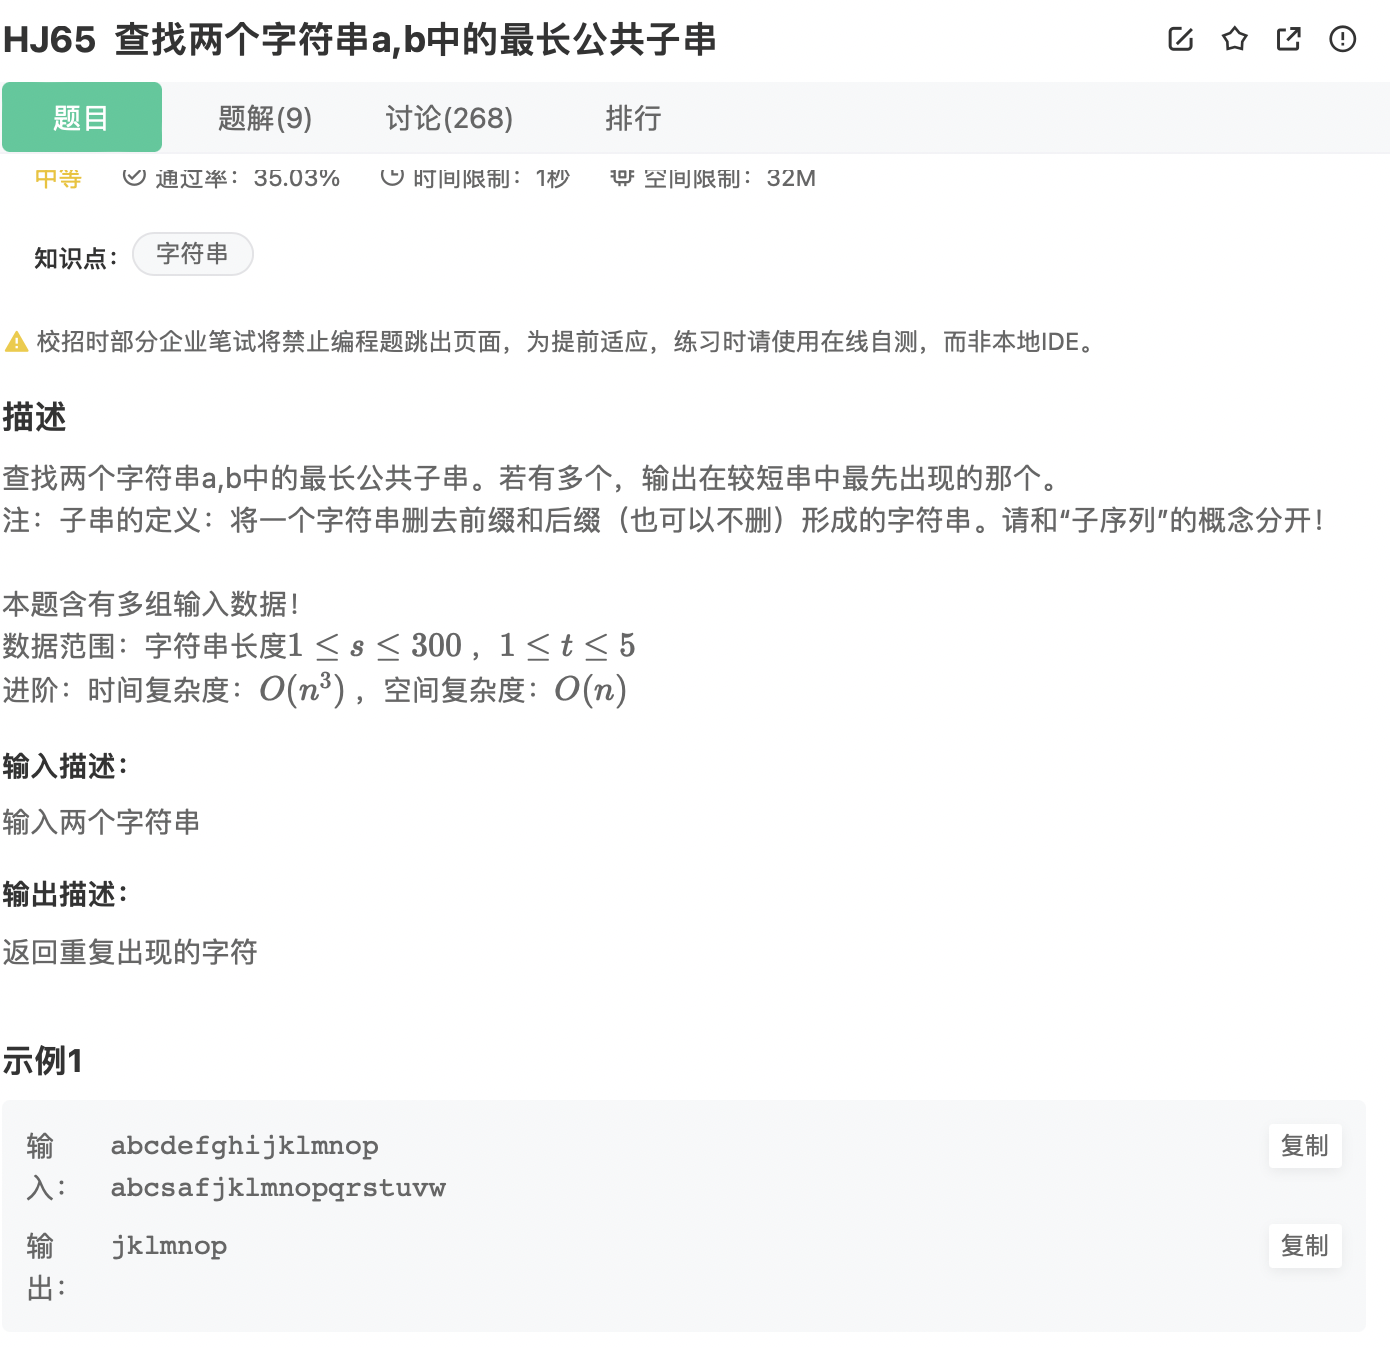 HJ65 查找两个字符串a,b中的最长公共子串
题目 题解(9) 讨论(268) 排行
中等 通过率：35.03% 时间限制：1秒 空间限制：32M
知识点： 字符串
校招时部分企业笔试将禁止编程题跳出页面，为提前适应，练习时请使用在线自测，而非本地IDE。
描述
查找两个字符串a,b中的最长公共子串。若有多个，输出在较短串中最先出现的那个。
注：子串的定义：将一个字符串删去前缀和后缀（也可以不删）形成的字符串。请和“子序列”的概念分开！
本题含有多组输入数据！
数据范围：字符串长度1 ≤ s ≤ 300 ，1 ≤ t ≤ 5
进阶：时间复杂度：O(n³) ，空间复杂度：O(n)
输入描述：
输入两个字符串
输出描述：
返回重复出现的字符
示例1
输 abcdefghijklmnop 复制
入： abcsafjklmnopqrstuvw
输 jklmnop 复制
出：